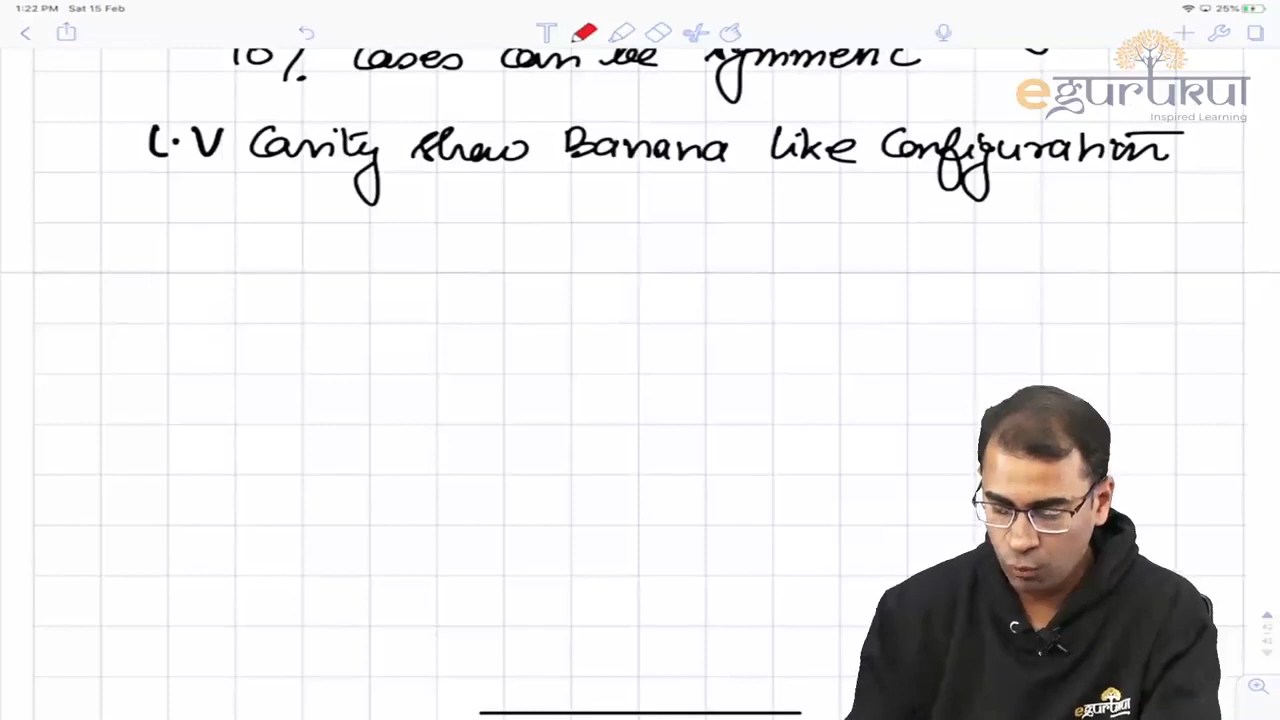 1:22 PM Sat 15 Feb
25%
T
10% cases can be symmetric
egurukul
Inspired Learning
L.V Cavity show Banana like Configuration
egurukul